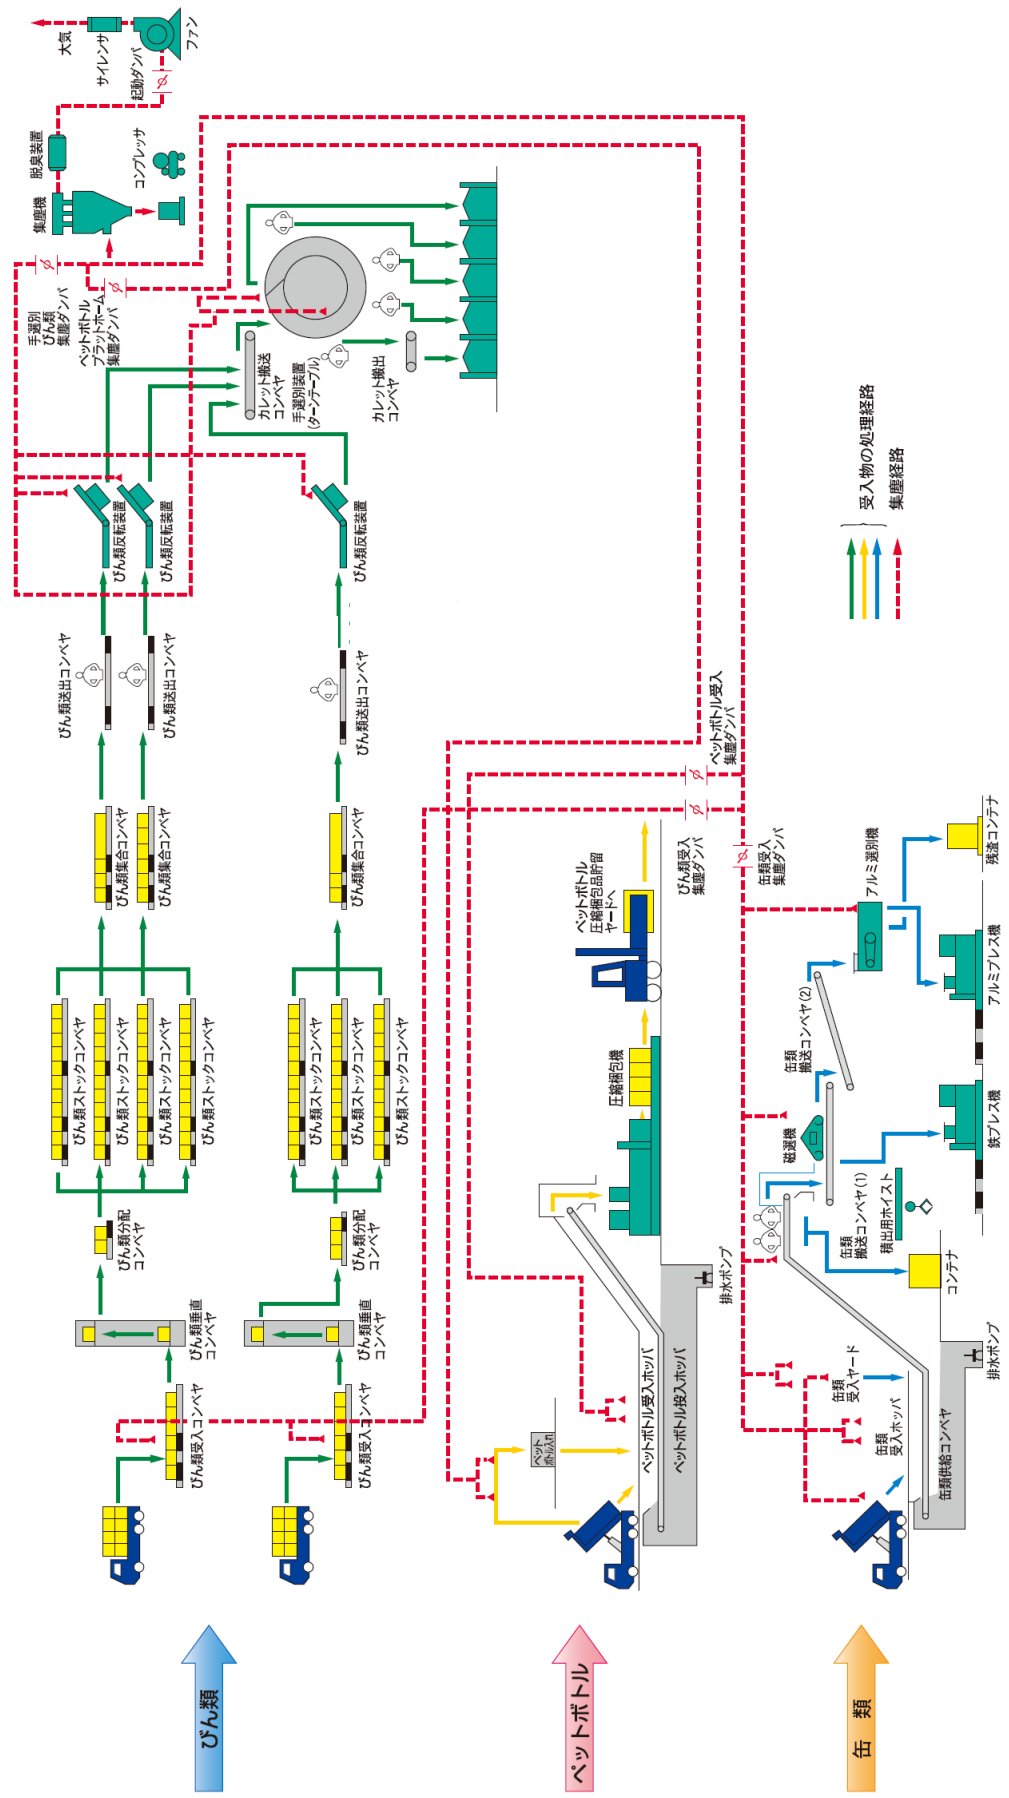 びん類
びん類受入コンベヤ
びん類受入コンベヤ
びん類垂直
コンベヤ
びん類垂直
コンベヤ
びん類分配
コンベヤ
びん類分配
コンベヤ
びん類ストックコンベヤ
びん類ストックコンベヤ
びん類ストックコンベヤ
びん類ストックコンベヤ
びん類ストックコンベヤ
びん類ストックコンベヤ
びん類ストックコンベヤ
びん類集合コンベヤ
びん類集合コンベヤ
びん類集合コンベヤ
びん類送出コンベヤ
びん類送出コンベヤ
びん類送出コンベヤ
びん類反転装置
びん類反転装置
びん類反転装置
カレット搬送
コンベヤ
手選別装置
(ターンテーブル)
カレット搬出
コンベヤ
手選別
びん類
集塵ダンパ
ペットボトル
プラットホーム
集塵ダンパ
集塵機
脱臭装置
コンプレッサ
起動ダンパ
サイレンサ
大気
ファン
ペットボトル
ペット
ボトル入れ
ペットボトル受入ホッパ
ペットボトル投入ホッパ
排水ポンプ
圧縮梱包機
ペットボトル
圧縮梱包品貯留
ヤードへ
びん類受入
集塵ダンパ
ペットボトル受入
集塵ダンパ
缶類受入
集塵ダンパ
缶類
缶類
受入ホッパ
缶類
受入ヤード
缶類供給コンベヤ
排水ポンプ
コンテナ
缶類
搬送コンベヤ(1)
積出用ホイスト
磁選機
缶類
搬送コンベヤ(2)
鉄プレス機
アルミ選別機
アルミプレス機
残渣コンテナ
受入物の処理経路
集塵経路